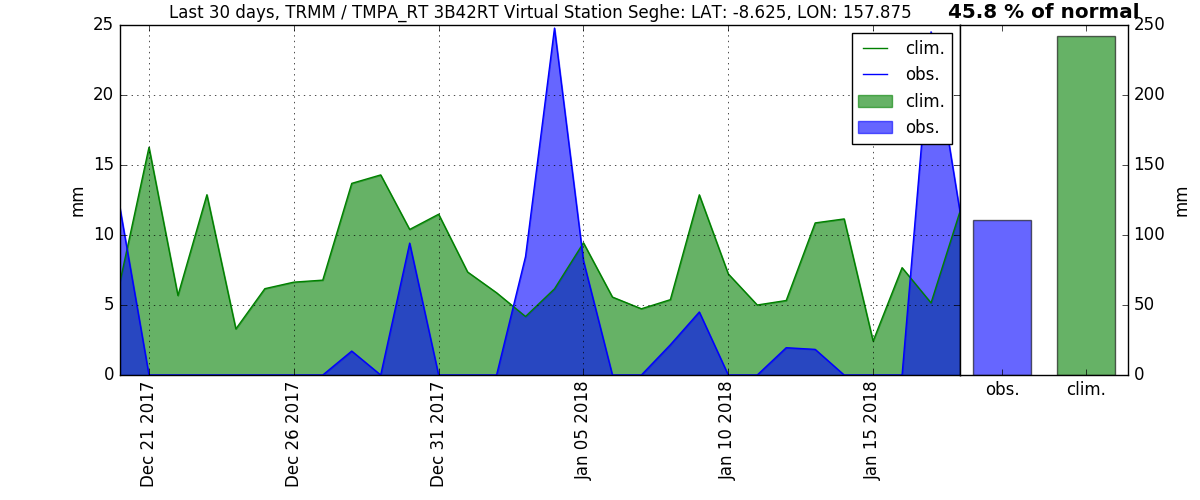 Last 30 days, TRMM / TMPA_RT 3B42RT Virtual Station Seghe: LAT: -8.625, LON: 157.875
45.8 % of normal
clim.
obs.
clim.
obs.
25
20
15
10
5
0
mm
250
200
150
100
50
0
mm
Dec 21 2017
Dec 26 2017
Dec 31 2017
Jan 05 2018
Jan 10 2018
Jan 15 2018
obs.
clim.